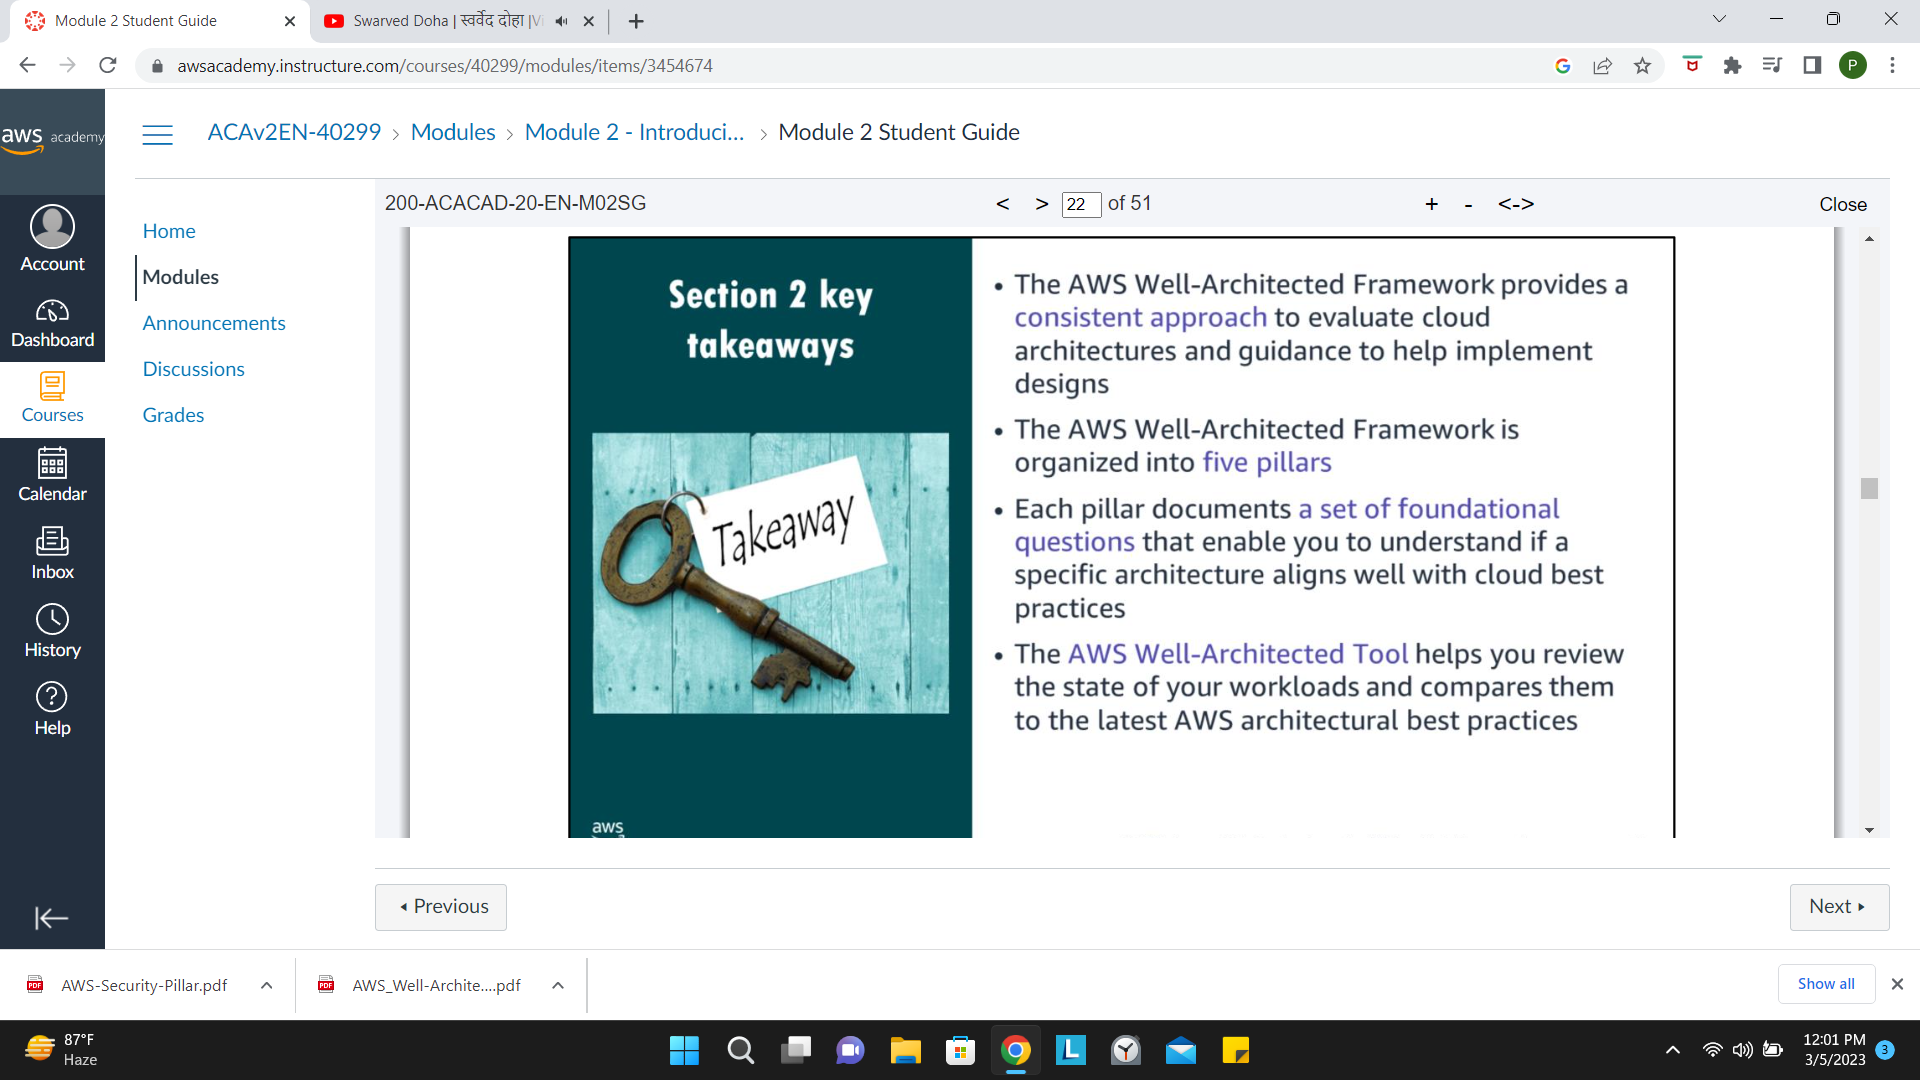 Module 2 Student Guide
Swarved Doha | स्वर्वेद दोहा |Vi
awsacademy.instructure.com/courses/40299/modules/items/3454674
P
aws academy
ACAv2EN-40299 > Modules > Module 2 - Introduci... > Module 2 Student Guide
Account
Dashboard
Courses
Calendar
Inbox
History
Help
Home
Modules
Announcements
Discussions
Grades
200-ACACAD-20-EN-M02SG
< > 22 of 51
+ - <->
Close
Section 2 key
takeaways
Takeaway
aws
• The AWS Well-Architected Framework provides a
consistent approach to evaluate cloud
architectures and guidance to help implement
designs
• The AWS Well-Architected Framework is
organized into five pillars
• Each pillar documents a set of foundational
questions that enable you to understand if a
specific architecture aligns well with cloud best
practices
• The AWS Well-Architected Tool helps you review
the state of your workloads and compares them
to the latest AWS architectural best practices
Previous
Next
AWS-Security-Pillar.pdf
AWS_Well-Archite....pdf
Show all
87°F
Haze
12:01 PM
3/5/2023
3